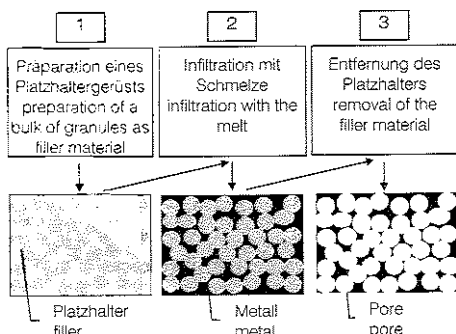 1
2
3
Präparation eines
Platzhaltergerüsts
preparation of a
bulk of granules as
filler material
Infiltration mit
Schmelze
infiltration with the
melt
Entfernung des
Platzhalters
removal of the
filler material
Platzhalter
filler
Metall
metal
Pore
pore